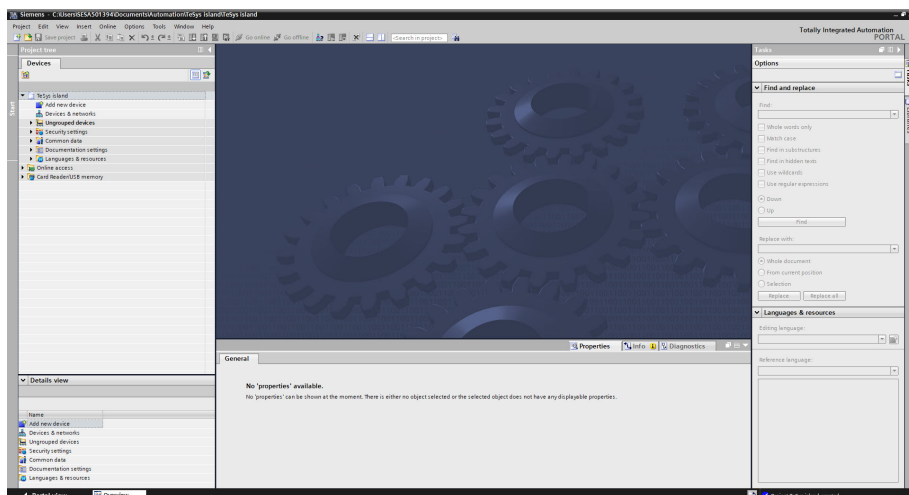 Siemens - C:\Users\SESA501394\Documents\Automation\TeSys island\TeSys island
Project Edit View Insert Online Options Tools Window Help
Totally Integrated Automation
PORTAL
Save project
Go online
Go offline
<Search in project>
Project tree
Devices
TeSys island
Add new device
Devices & networks
Ungrouped devices
Security settings
Common data
Documentation settings
Languages & resources
Online access
Card Reader/USB memory
Start
Details view
Name
Add new device
Devices & networks
Ungrouped devices
Security settings
Common data
Documentation settings
Languages & resources
Properties
Info
Diagnostics
General
No 'properties' available.
No 'properties' can be shown at the moment. There is either no object selected or the selected object does not have any displayable properties.
Tasks
Options
Find and replace
Find:
Whole words only
Match case
Find in substructures
Find in hidden texts
Use wildcards
Use regular expressions
Down
Up
Find
Replace with:
Whole document
From current position
Selection
Replace
Replace all
Languages & resources
Editing language:
Reference language:
Portal view
Overview